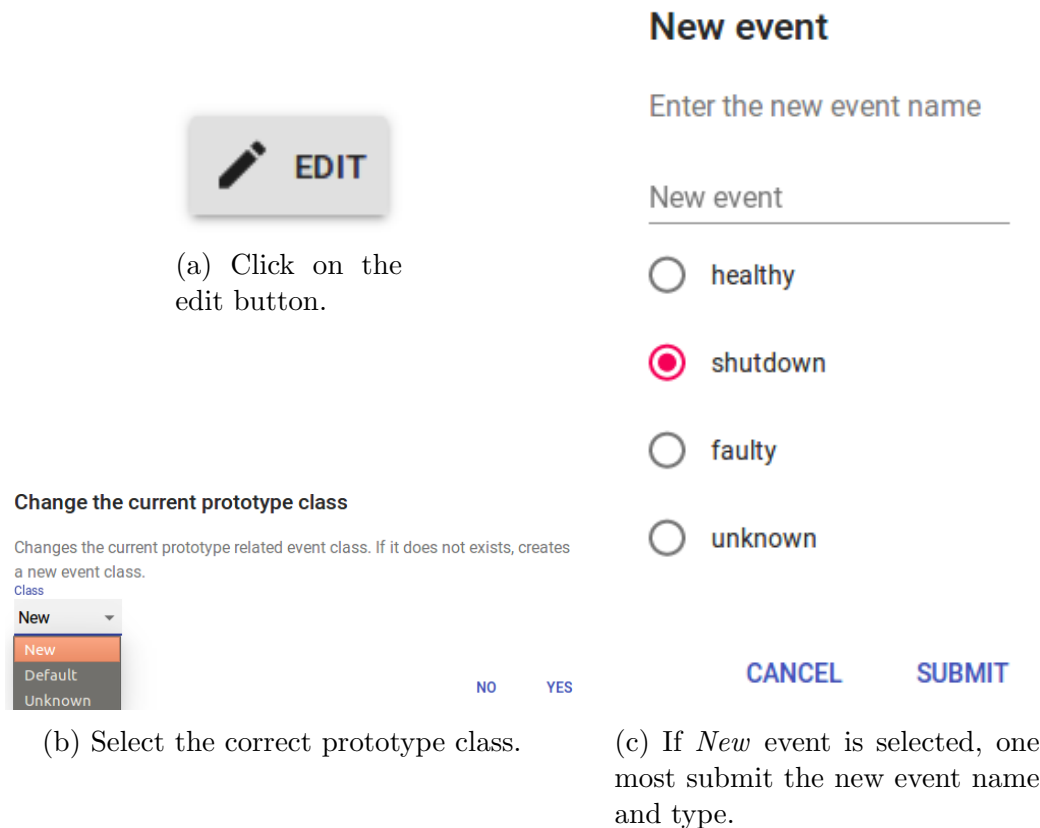 EDIT
(a) Click on the
edit button.
Change the current prototype class
Changes the current prototype related event class. If it does not exists, creates
a new event class.
Class
New
New
Default
Unknown
NO YES
(b) Select the correct prototype class.
New event
Enter the new event name
New event
healthy
shutdown
faulty
unknown
CANCEL SUBMIT
(c) If New event is selected, one
most submit the new event name
and type.